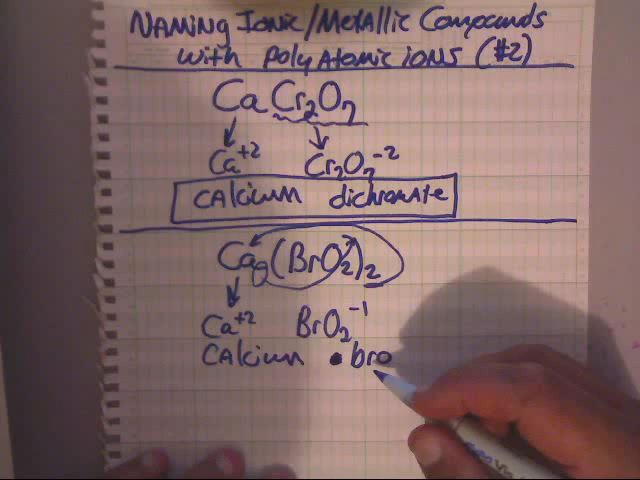 NAMING IONIC/METALLIC COMPOUNDS
with POLYATOMIC IONS (#2)
CaCr₂O₇
Ca⁺² Cr₂O₇⁻²
CALCIUM dichromate
Ca(BrO₂)₂
Ca⁺² BrO₂⁻¹
CALCIUM bro